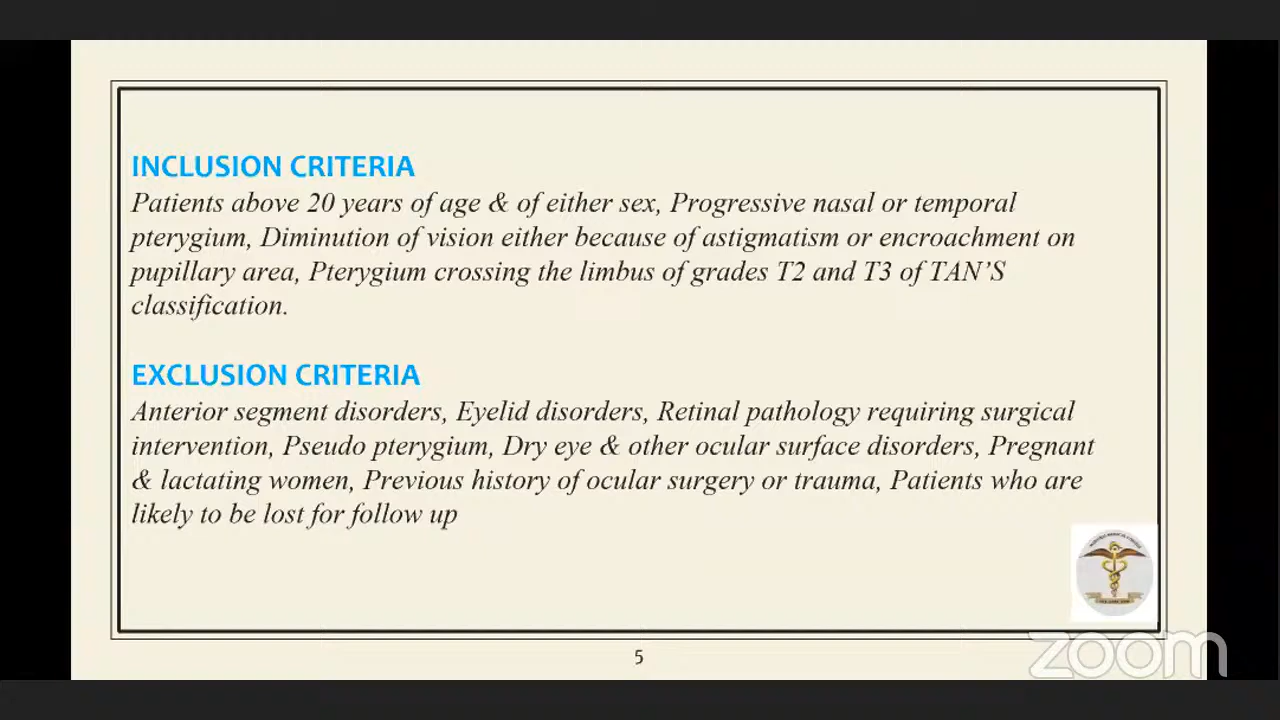 INCLUSION CRITERIA
Patients above 20 years of age & of either sex, Progressive nasal or temporal
pterygium, Diminution of vision either because of astigmatism or encroachment on
pupillary area, Pterygium crossing the limbus of grades T2 and T3 of TAN’S
classification.
EXCLUSION CRITERIA
Anterior segment disorders, Eyelid disorders, Retinal pathology requiring surgical
intervention, Pseudo pterygium, Dry eye & other ocular surface disorders, Pregnant
& lactating women, Previous history of ocular surgery or trauma, Patients who are
likely to be lost for follow up
5
zoom